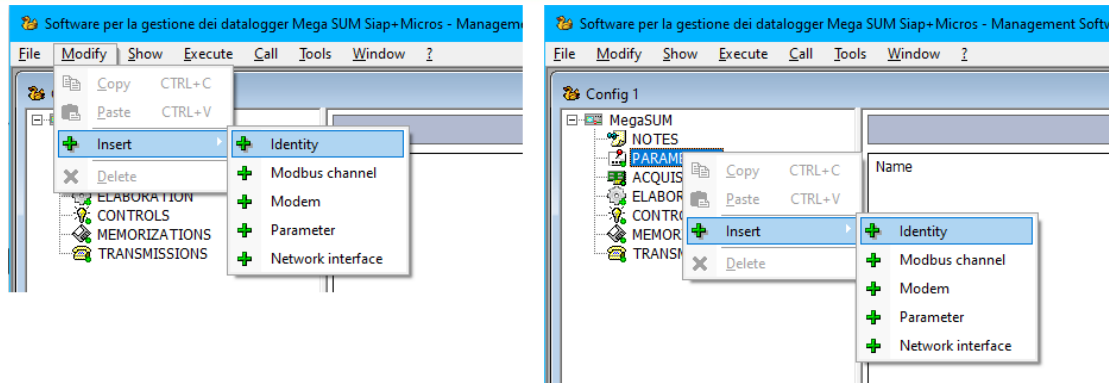 Software per la gestione dei datalogger Mega SUM Siap+Micros - Managem
File Modify Show Execute Call Tools Window ?
Copy CTRL+C
Paste CTRL+V
Insert
Delete
Identity
Modbus channel
Modem
Parameter
Network interface
ELABORATION
CONTROLS
MEMORIZATIONS
TRANSMISSIONS
Software per la gestione dei datalogger Mega SUM Siap+Micros - Management Softw
File Modify Show Execute Call Tools Window ?
Config 1
MegaSUM
NOTES
PARAME
ACQUIS
ELABOR
CONTRO
MEMOR
TRANSM
Name
Copy CTRL+C
Paste CTRL+V
Insert
Delete
Identity
Modbus channel
Modem
Parameter
Network interface